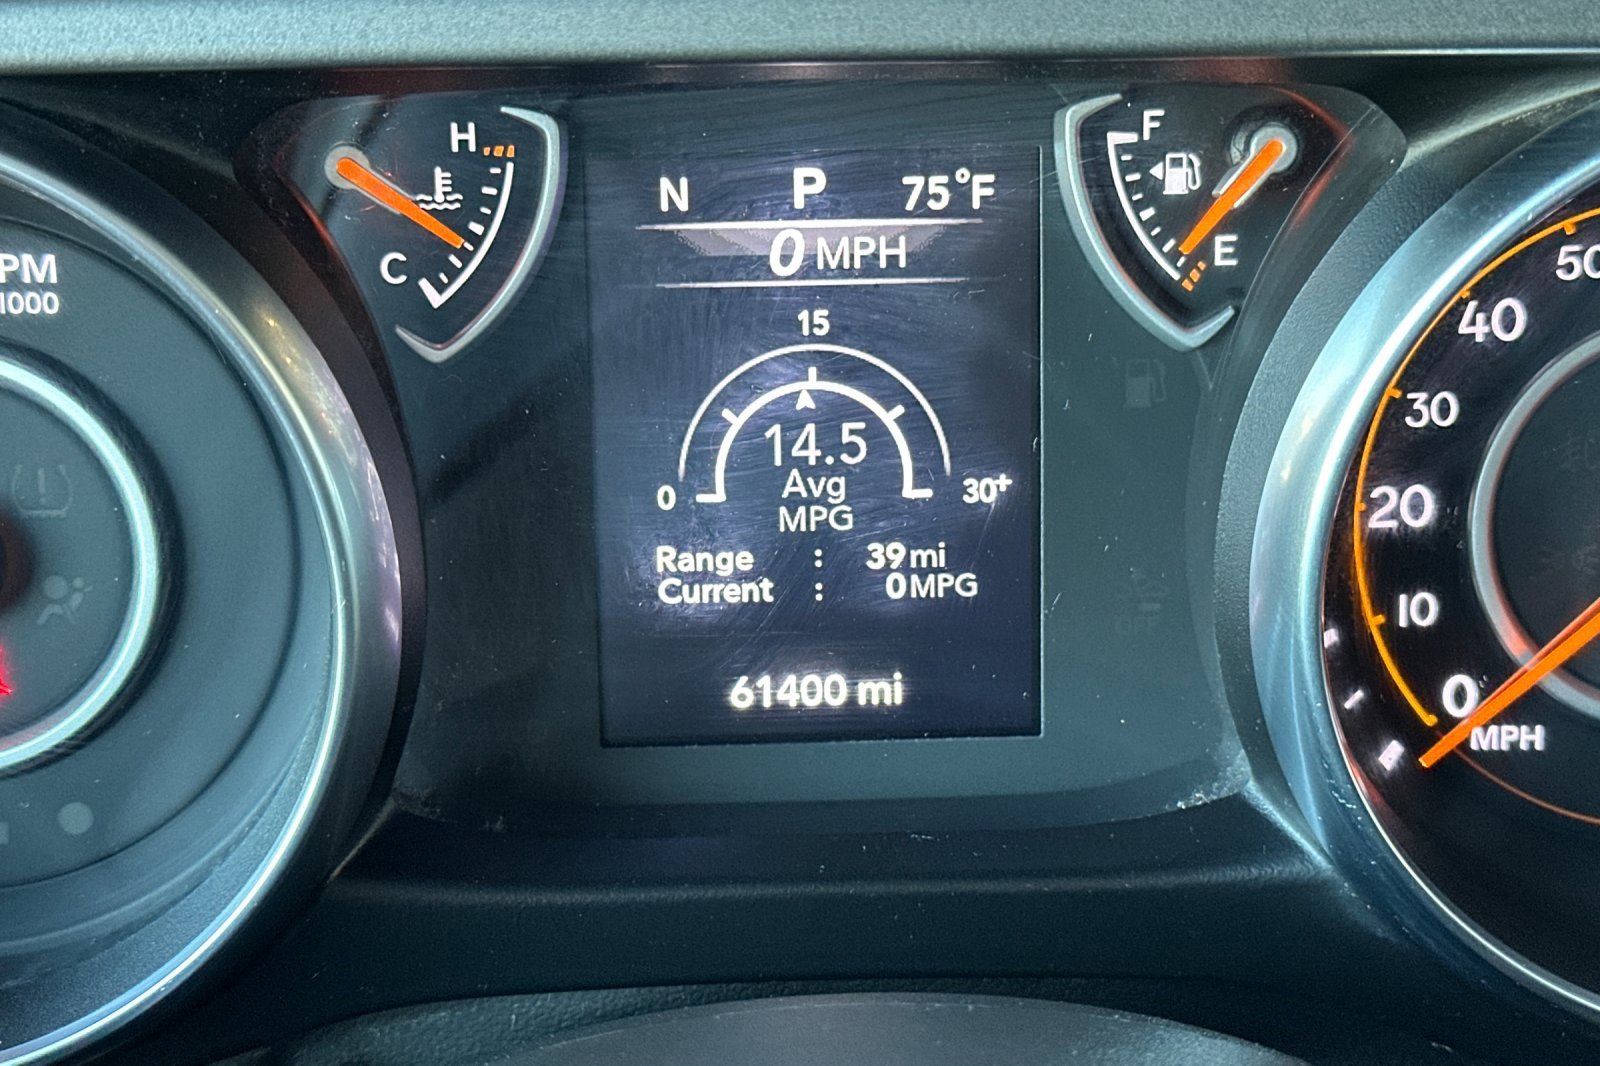 H
C
N P 75°F
0 MPH
15
0 30+
14.5
Avg
MPG
Range : 39 mi
Current : 0 MPG
61400 mi
F
E
PM
1000
50
40
30
20
10
0
MPH